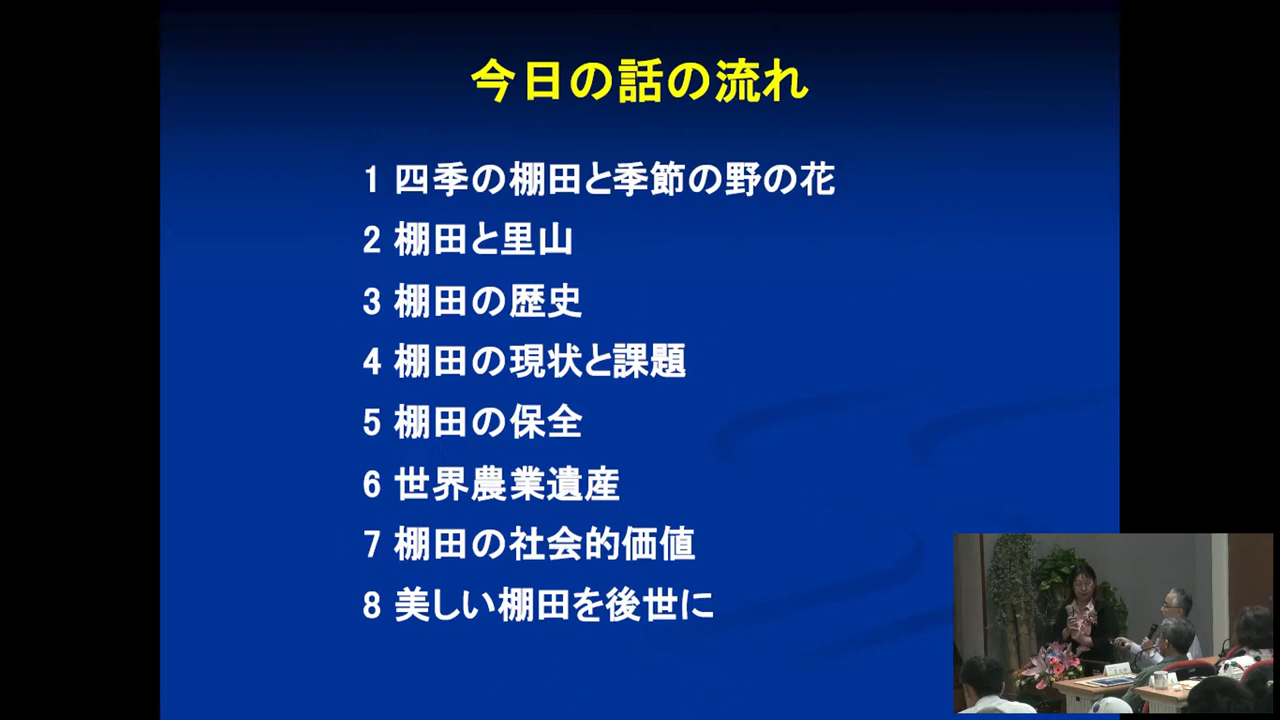 今日の話の流れ
1 四季の棚田と季節の野の花
2 棚田と里山
3 棚田の歴史
4 棚田の現状と課題
5 棚田の保全
6 世界農業遺産
7 棚田の社会的価値
8 美しい棚田を後世に